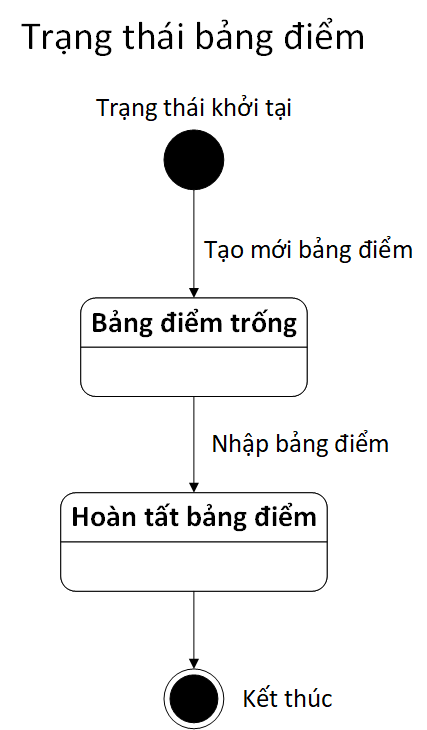 Trạng thái bảng điểm
Trạng thái khởi tại
Tạo mới bảng điểm
Bảng điểm trống
Nhập bảng điểm
Hoàn tất bảng điểm
Kết thúc